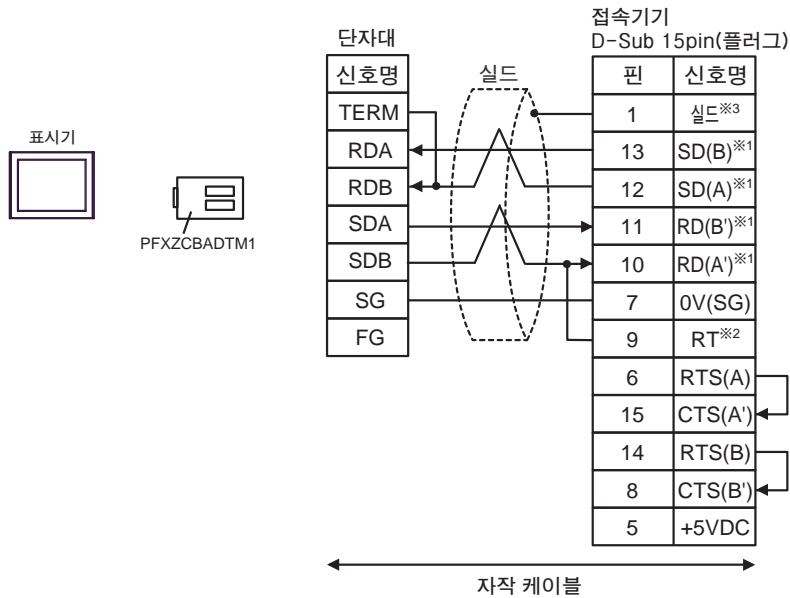 표시기
PFXZCBADTM1
단자대
신호명
TERM
RDA
RDB
SDA
SDB
SG
FG
실드
접속기기
D-Sub 15pin(플러그)
핀 신호명
1 실드※3
13 SD(B)※1
12 SD(A)※1
11 RD(B')※1
10 RD(A')※1
7 0V(SG)
9 RT※2
6 RTS(A)
15 CTS(A')
14 RTS(B)
8 CTS(B')
5 +5VDC
자작 케이블